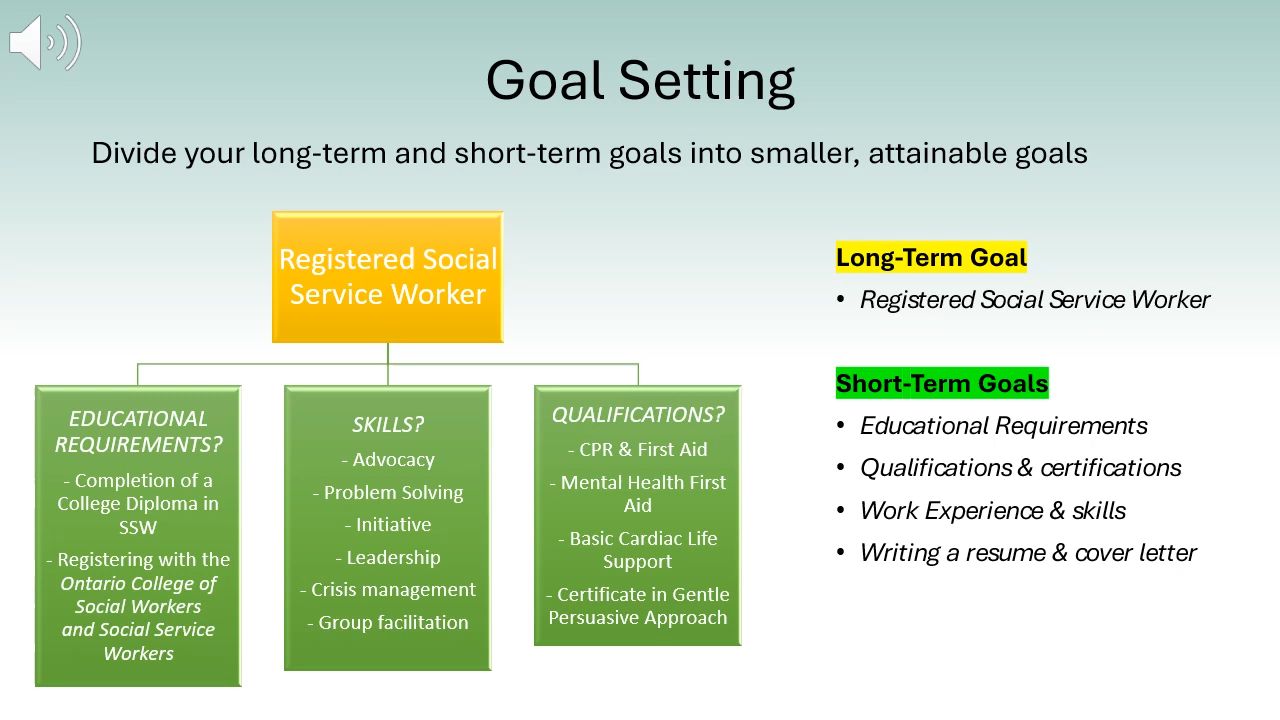 Goal Setting
Divide your long-term and short-term goals into smaller, attainable goals
Registered Social
Service Worker
EDUCATIONAL
REQUIREMENTS?
- Completion of a
College Diploma in
SSW
- Registering with the
Ontario College of
Social Workers
and Social Service
Workers
SKILLS?
- Advocacy
- Problem Solving
- Initiative
- Leadership
- Crisis management
- Group facilitation
QUALIFICATIONS?
- CPR & First Aid
- Mental Health First
Aid
- Basic Cardiac Life
Support
- Certificate in Gentle
Persuasive Approach
Long-Term Goal
• Registered Social Service Worker
Short-Term Goals
• Educational Requirements
• Qualifications & certifications
• Work Experience & skills
• Writing a resume & cover letter